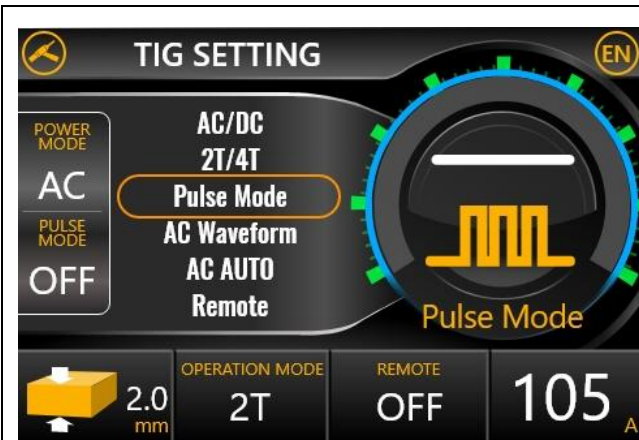 TIG SETTING
EN
POWER
MODE
AC
PULSE
MODE
OFF
AC/DC
2T/4T
Pulse Mode
AC Waveform
AC AUTO
Remote
Pulse Mode
2.0
mm
OPERATION MODE
2T
REMOTE
OFF
105
A